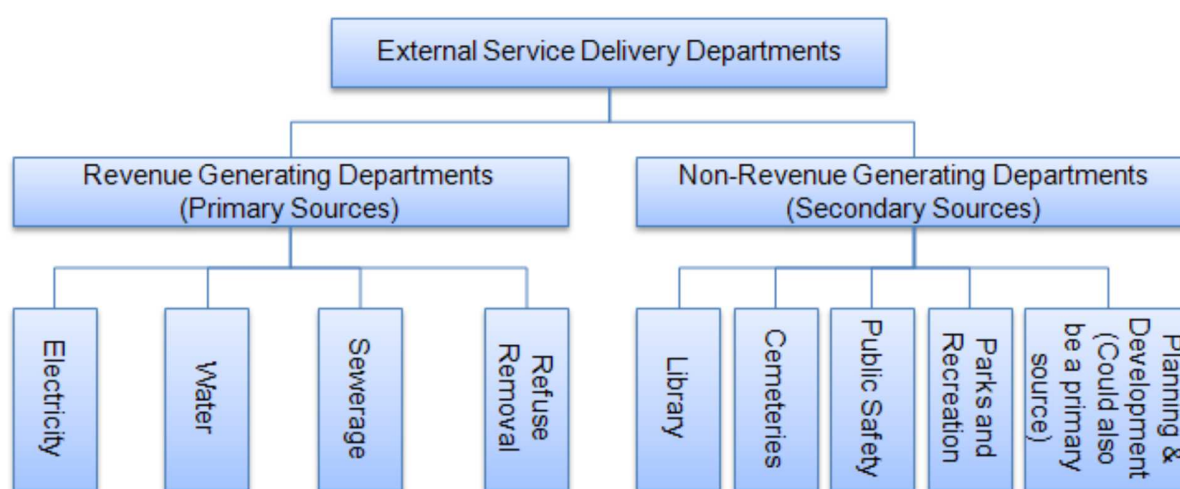 External Service Delivery Departments
Revenue Generating Departments
(Primary Sources)
Non-Revenue Generating Departments
(Secondary Sources)
Electricity
Water
Sewerage
Refuse
Removal
Library
Cemeteries
Public Safety
Parks and
Recreation
Planning &
Development
(Could also
be a primary
source)